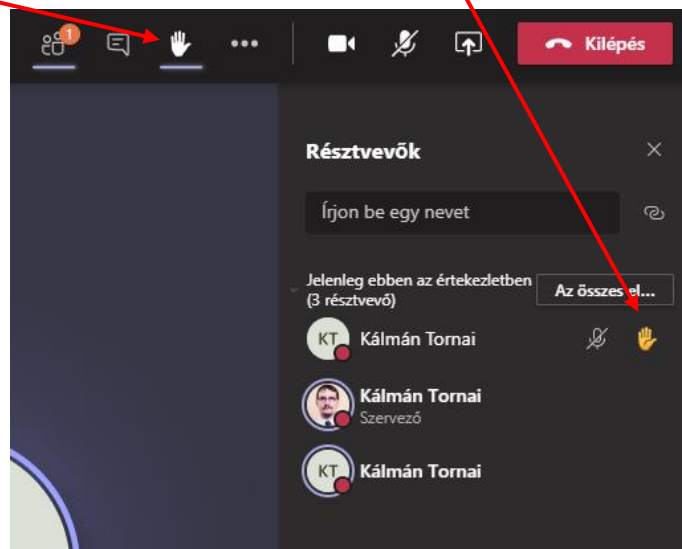 1
Kilépés
Résztvevők
Írjon be egy nevet
Jelenleg ebben az értekezletben
(3 résztvevő)
Az összes el...
KT Kálmán Tornai
Kálmán Tornai
Szervező
KT Kálmán Tornai